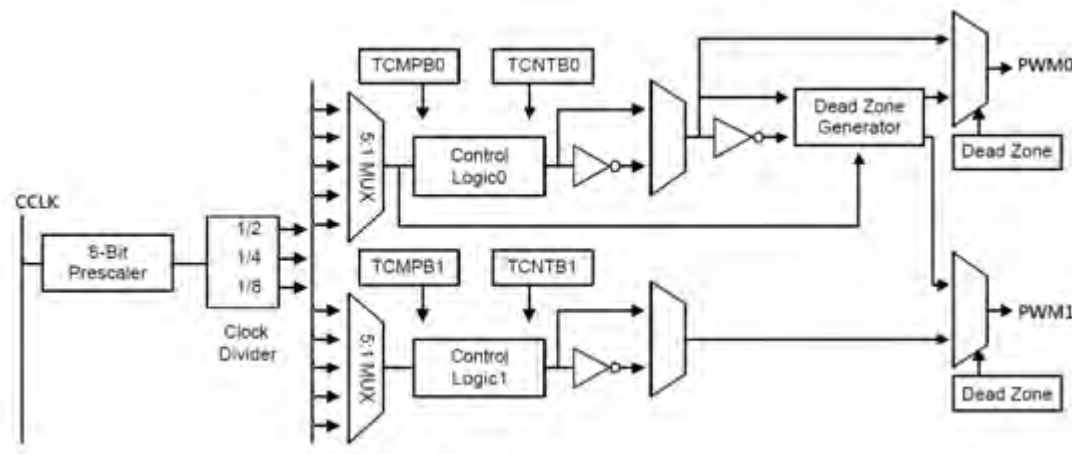 TCMPB0
TCNTB0
PWM0
5:1 MUX
Control
Logic0
Dead Zone
Generator
Dead Zone
CCLK
8-Bit
Prescaler
1/2
1/4
1/8
Clock
Divider
TCMPB1
TCNTB1
5:1 MUX
Control
Logic1
PWM1
Dead Zone